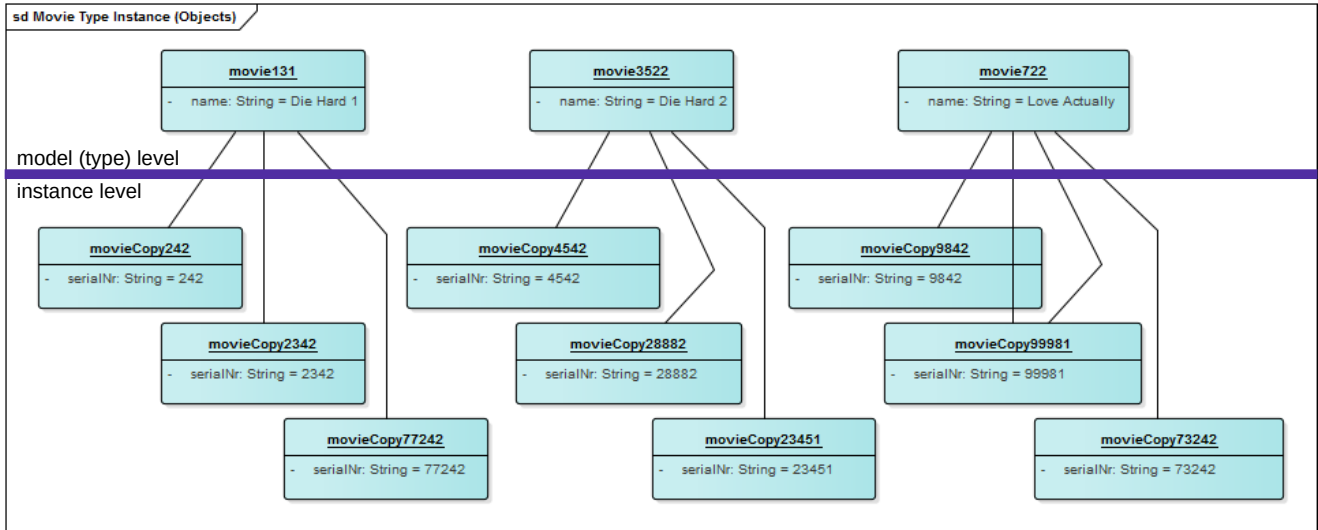 sd Movie Type Instance (Objects)
movie131
- name: String = Die Hard 1
movie3522
- name: String = Die Hard 2
movie722
- name: String = Love Actually
model (type) level
instance level
movieCopy242
- serialNr: String = 242
movieCopy4542
- serialNr: String = 4542
movieCopy9842
- serialNr: String = 9842
movieCopy2342
- serialNr: String = 2342
movieCopy28882
- serialNr: String = 28882
movieCopy99981
- serialNr: String = 99981
movieCopy77242
- serialNr: String = 77242
movieCopy23451
- serialNr: String = 23451
movieCopy73242
- serialNr: String = 73242